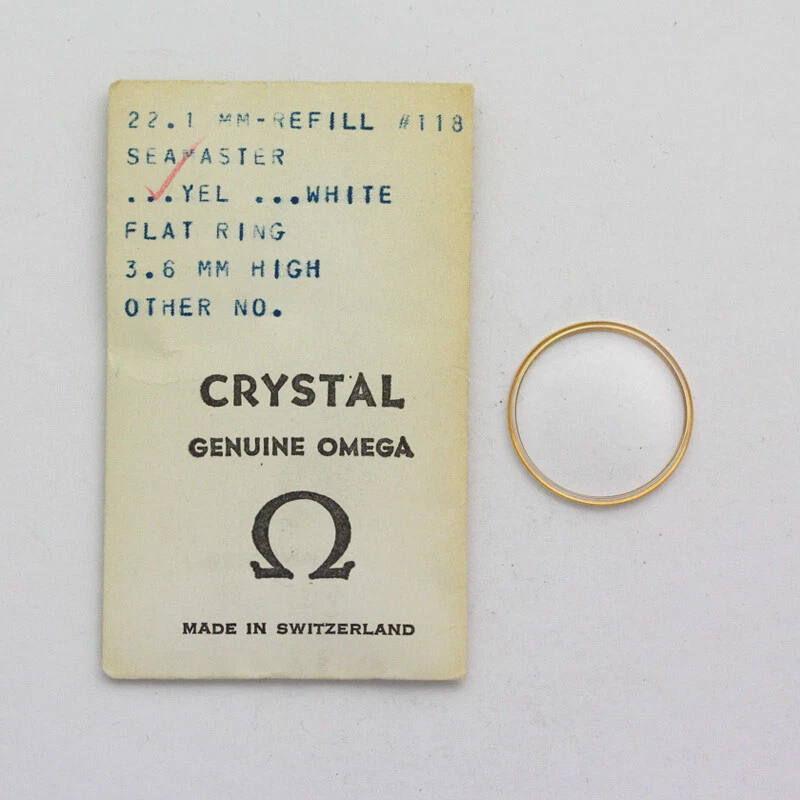 22.1 MM-REFILL #118
SEAMASTER
...YEL ...WHITE
FLAT RING
3.6 MM HIGH
OTHER NO.
CRYSTAL
GENUINE OMEGA
Ω
MADE IN SWITZERLAND